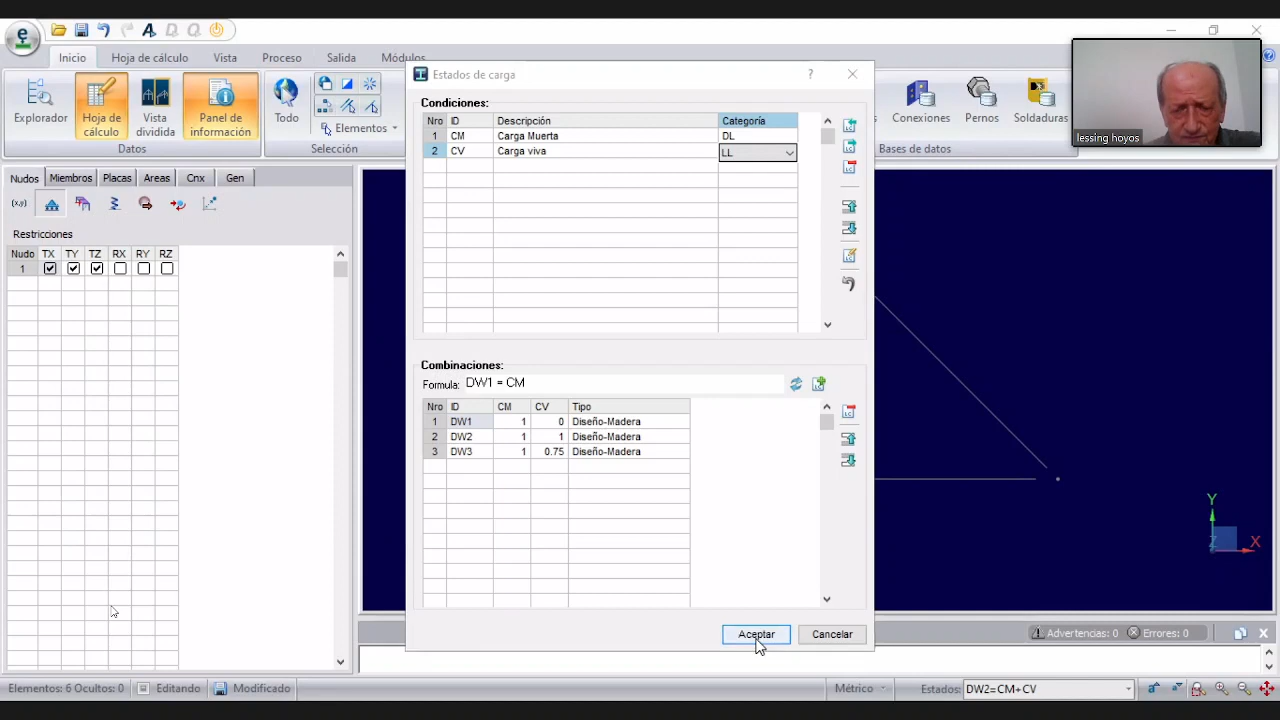 Inicio Hoja de cálculo Vista Proceso Salida Módulos
Explorador
Hoja de cálculo
Vista dividida
Panel de información
Datos
Todo
Elementos
Selección
Conexiones
Pernos
Soldaduras
Bases de datos
lessing hoyos
Estados de carga
Condiciones:
Nro ID Descripción Categoría
1 CM Carga Muerta DL
2 CV Carga viva LL
Combinaciones:
Formula: DW1 = CM
Nro ID CM CV Tipo
1 DW1 1 0 Diseño-Madera
2 DW2 1 1 Diseño-Madera
3 DW3 1 0.75 Diseño-Madera
Aceptar Cancelar
Nudos Miembros Placas Areas Cnx Gen
(x,y)
Restricciones
Nudo TX TY TZ RX RY RZ
1
Y
Z
X
Advertencias: 0 Errores: 0
Elementos: 6 Ocultos: 0 Editando Modificado Métrico Estados: DW2=CM+CV